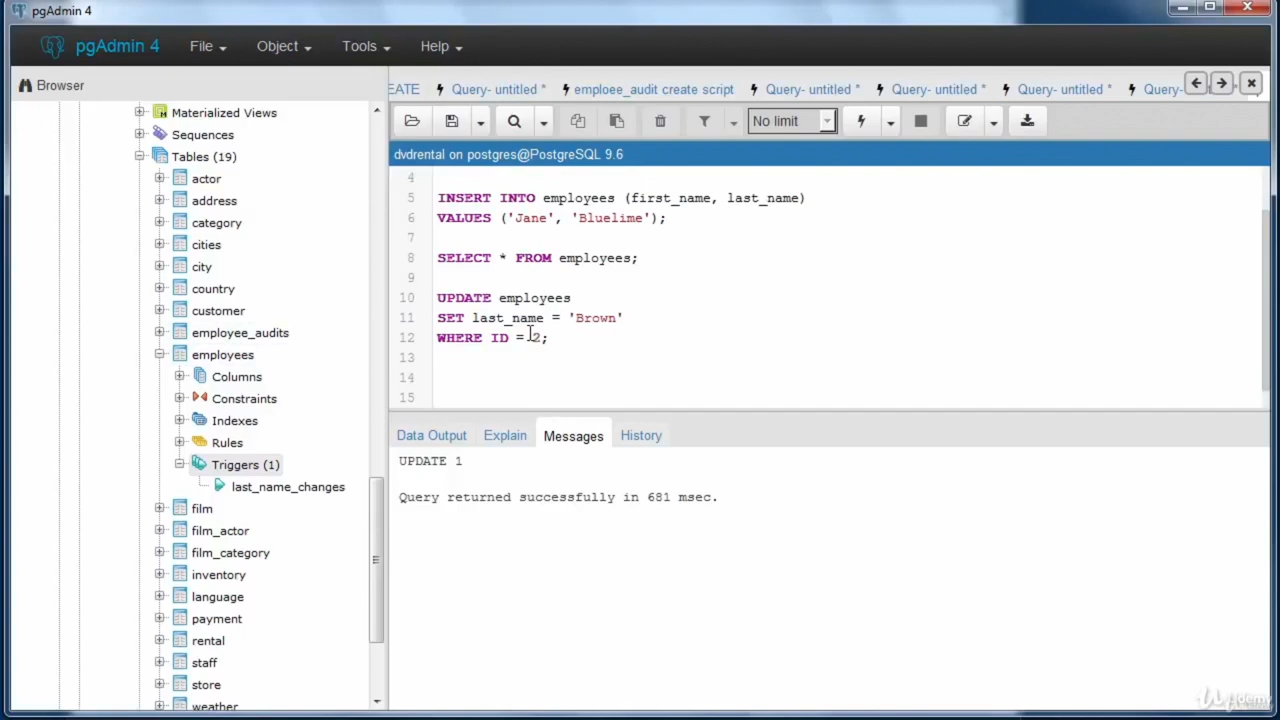 pgAdmin 4
pgAdmin 4 File Object Tools Help
Browser
EATE Query- untitled * emploee_audit create script Query- untitled * Query- untitled * Query- untitled * Query-
No limit
dvdrental on postgres@PostgreSQL 9.6
Materialized Views
Sequences
Tables (19)
actor
address
category
cities
city
country
customer
employee_audits
employees
Columns
Constraints
Indexes
Rules
Triggers (1)
last_name_changes
film
film_actor
film_category
inventory
language
payment
rental
staff
store
weather
4
5 INSERT INTO employees (first_name, last_name)
6 VALUES ('Jane', 'Bluelime');
7
8 SELECT * FROM employees;
9
10 UPDATE employees
11 SET last_name = 'Brown'
12 WHERE ID = 2;
13
14
15
Data Output Explain Messages History
UPDATE 1
Query returned successfully in 681 msec.
Udemy